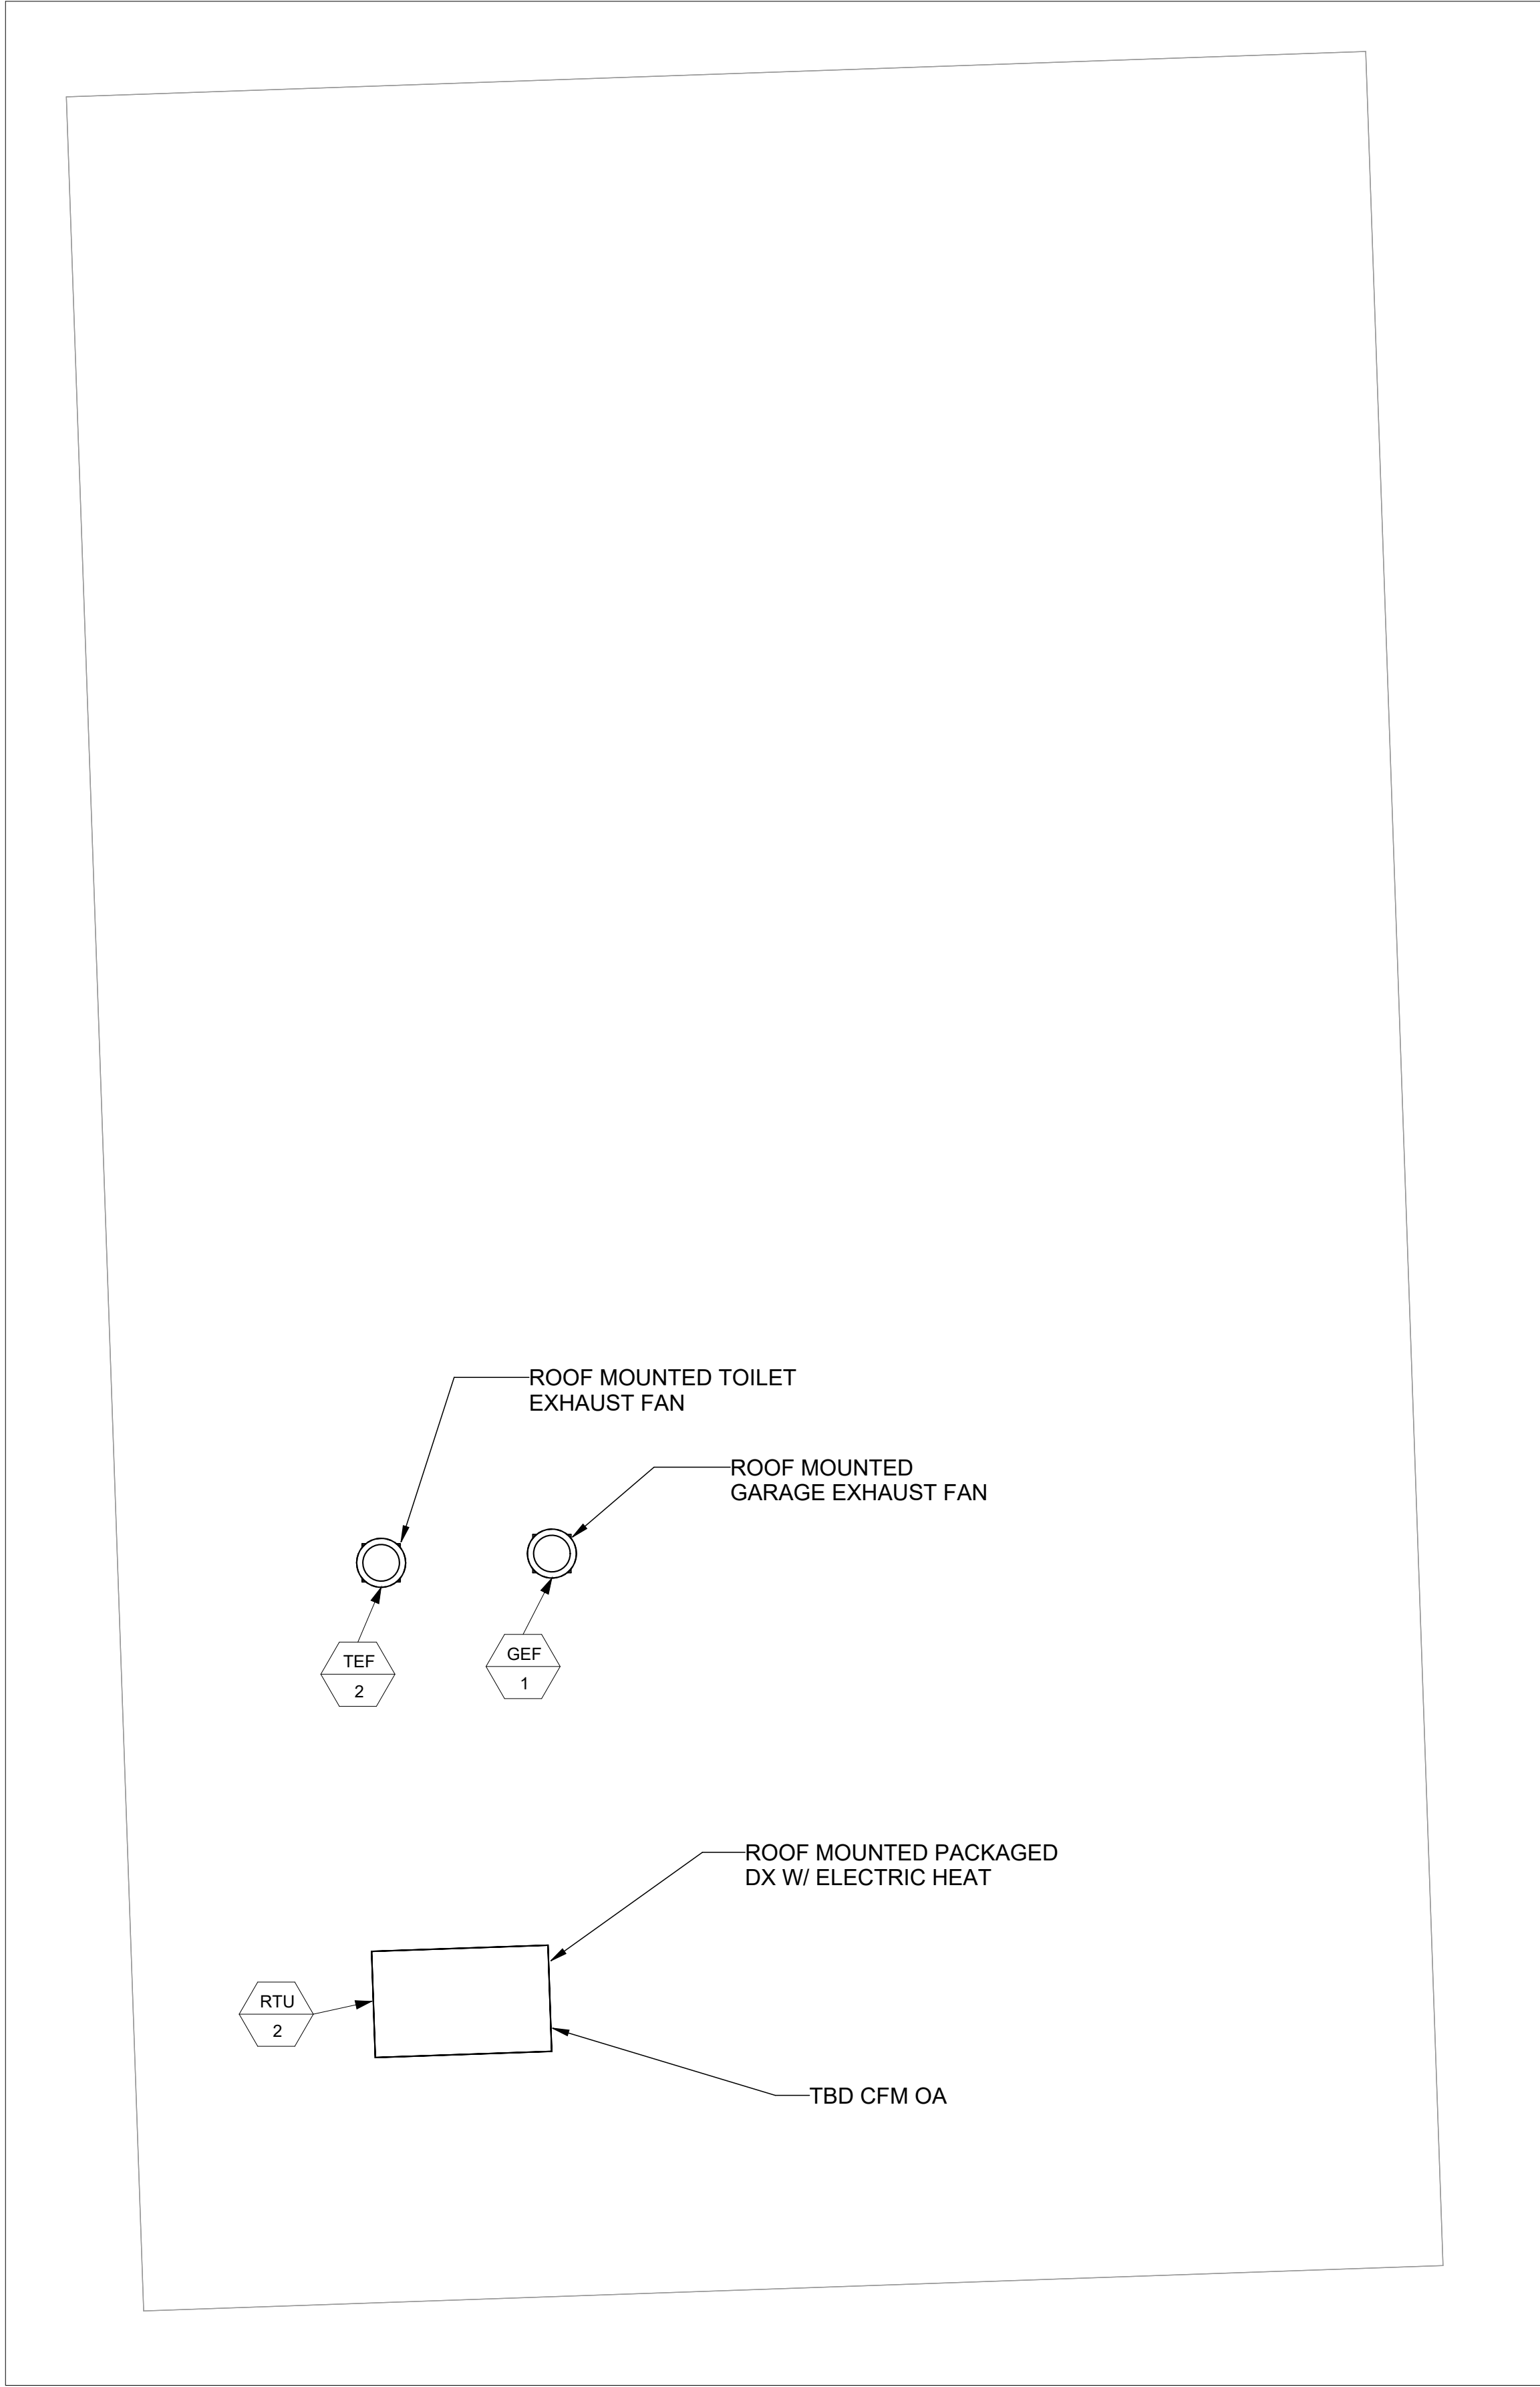 ROOF MOUNTED TOILET
EXHAUST FAN
ROOF MOUNTED
GARAGE EXHAUST FAN
TEF
2
GEF
1
ROOF MOUNTED PACKAGED
DX W/ ELECTRIC HEAT
RTU
2
TBD CFM OA